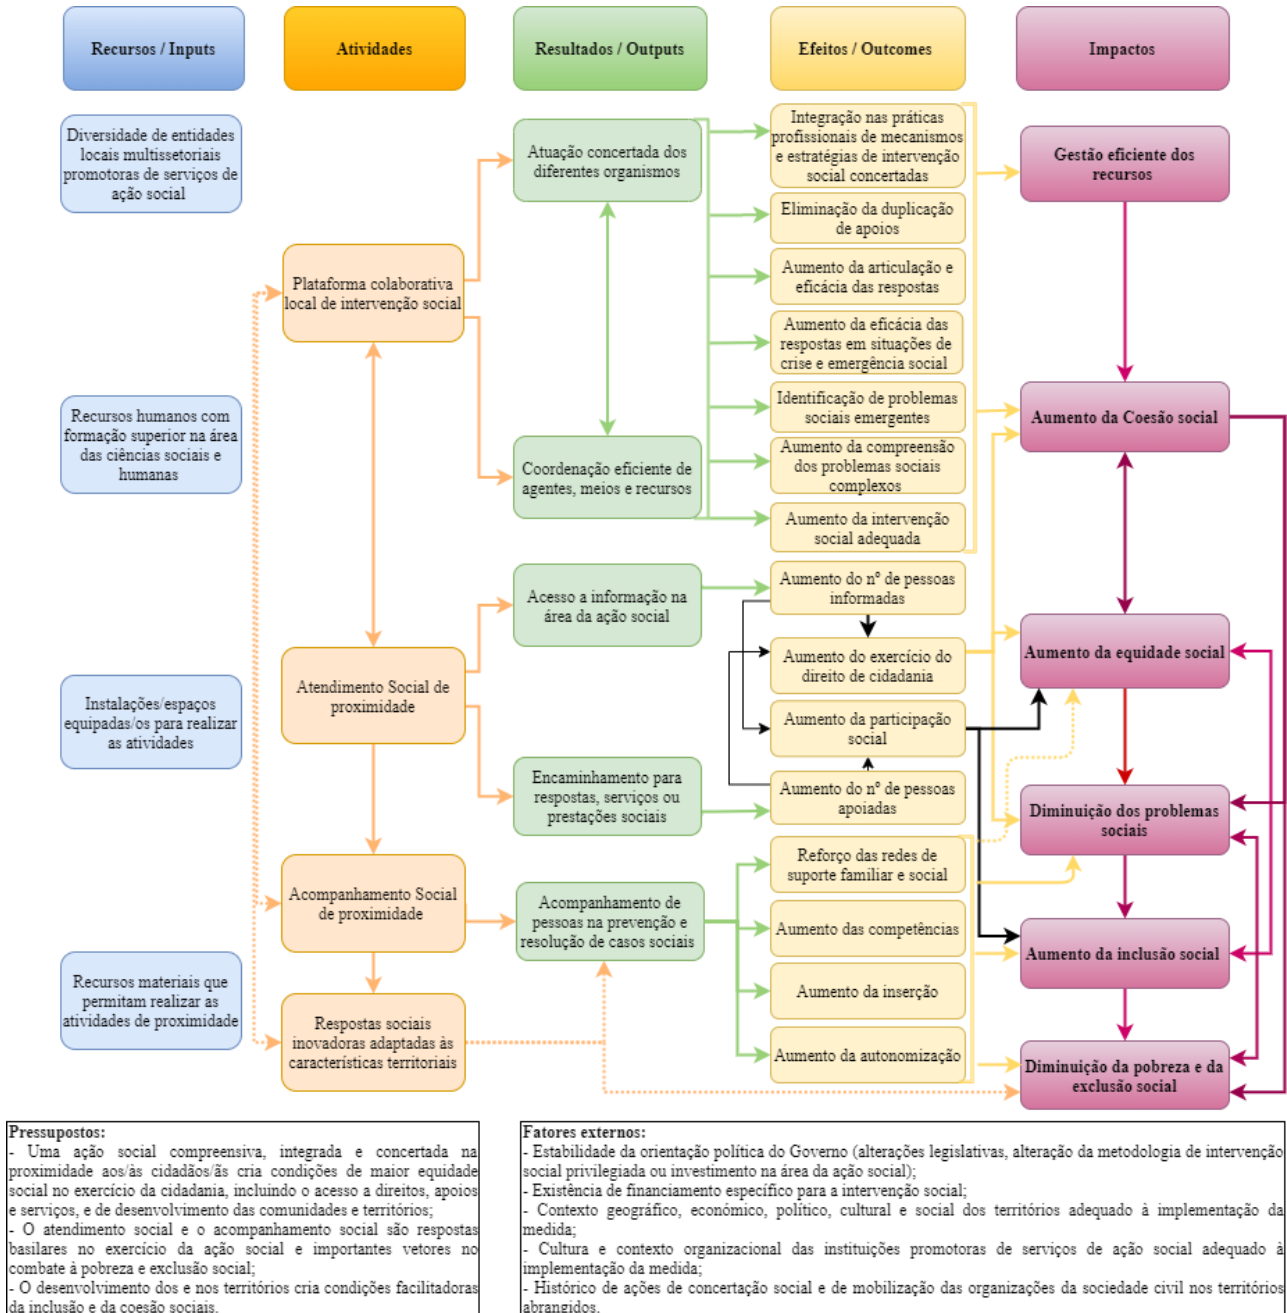 Recursos / Inputs
Atividades
Resultados / Outputs
Efeitos / Outcomes
Impactos
Diversidade de entidades
locais multissetoriais
promotoras de serviços de
ação social
Recursos humanos com
formação superior na área
das ciências sociais e
humanas
Instalações/espaços
equipadas/os para realizar
as atividades
Recursos materiais que
permitam realizar as
atividades de proximidade
Plataforma colaborativa
local de intervenção social
Atendimento Social de
proximidade
Acompanhamento Social
de proximidade
Respostas sociais
inovadoras adaptadas às
características territoriais
Atuação concertada dos
diferentes organismos
Coordenação eficiente de
agentes, meios e recursos
Acesso a informação na
área da ação social
Encaminhamento para
respostas, serviços ou
prestações sociais
Acompanhamento de
pessoas na prevenção e
resolução de casos sociais
Integração nas práticas
profissionais de mecanismos
e estratégias de intervenção
social concertadas
Eliminação da duplicação
de apoios
Aumento da articulação e
eficácia das respostas
Aumento da eficácia das
respostas em situações de
crise e emergência social
Identificação de problemas
sociais emergentes
Aumento da compreensão
dos problemas sociais
complexos
Aumento da intervenção
social adequada
Aumento do nº de pessoas
informadas
Aumento do exercício do
direito de cidadania
Aumento da participação
social
Aumento do nº de pessoas
apoiadas
Reforço das redes de
suporte familiar e social
Aumento das competências
Aumento da inserção
Aumento da autonomização
Gestão eficiente dos
recursos
Aumento da Coesão social
Aumento da equidade social
Diminuição dos problemas
sociais
Aumento da inclusão social
Diminuição da pobreza e da
exclusão social
Pressupostos:
- Uma ação social compreensiva, integrada e concertada na
proximidade aos/às cidadãos/ãs cria condições de maior equidade
social no exercício da cidadania, incluindo o acesso a direitos, apoios
e serviços, e de desenvolvimento das comunidades e territórios;
- O atendimento social e o acompanhamento social são respostas
basilares no exercício da ação social e importantes vetores no
combate à pobreza e exclusão social;
- O desenvolvimento dos e nos territórios cria condições facilitadoras
da inclusão e da coesão sociais.
Fatores externos:
- Estabilidade da orientação política do Governo (alterações legislativas, alteração da metodologia de intervenção
social privilegiada ou investimento na área da ação social);
- Existência de financiamento específico para a intervenção social;
- Contexto geográfico, económico, político, cultural e social dos territórios adequado à implementação da
medida;
- Cultura e contexto organizacional das instituições promotoras de serviços de ação social adequado à
implementação da medida;
- Histórico de ações de concertação social e de mobilização das organizações da sociedade civil nos territórios
abrangidos.